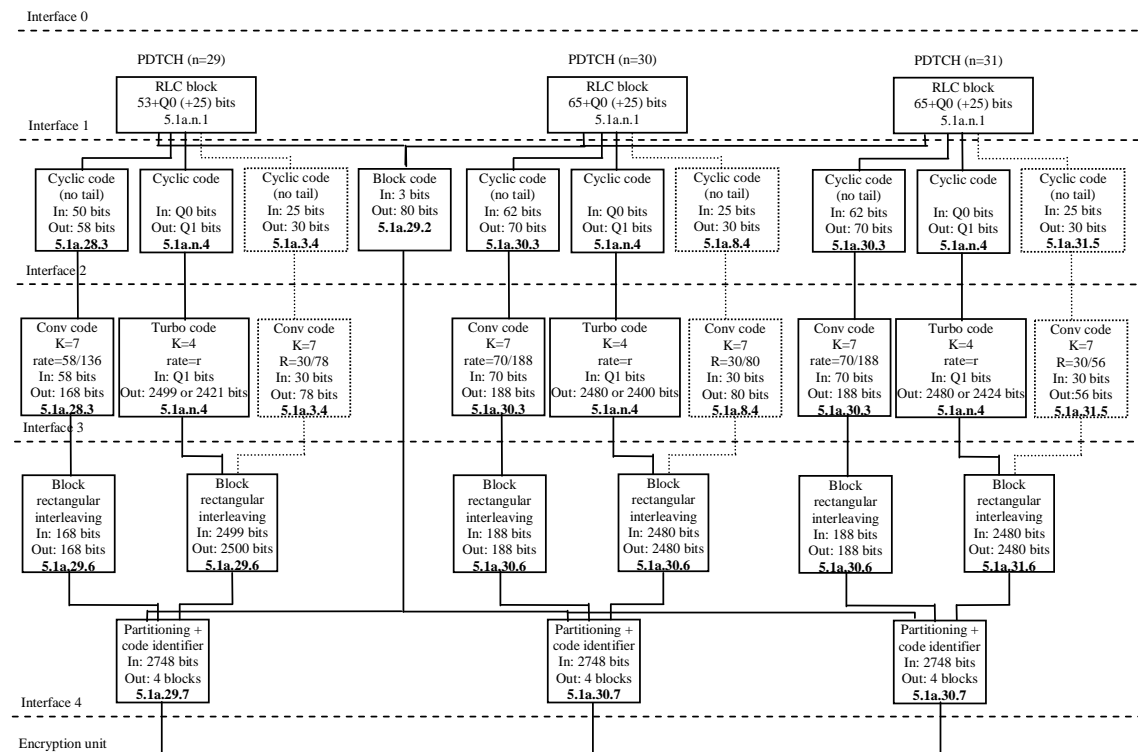 Interface 0
PDTCH (n=29)
PDTCH (n=30)
PDTCH (n=31)
RLC block
53+Q0 (+25) bits
5.1a.n.1
RLC block
65+Q0 (+25) bits
5.1a.n.1
RLC block
65+Q0 (+25) bits
5.1a.n.1
Interface 1
Cyclic code
(no tail)
In: 50 bits
Out: 58 bits
5.1a.28.3
Cyclic code
In: Q0 bits
Out: Q1 bits
5.1a.n.4
Cyclic code
(no tail)
In: 25 bits
Out: 30 bits
5.1a.3.4
Block code
In: 3 bits
Out: 80 bits
5.1a.29.2
Cyclic code
(no tail)
In: 62 bits
Out: 70 bits
5.1a.30.3
Cyclic code
In: Q0 bits
Out: Q1 bits
5.1a.n.4
Cyclic code
(no tail)
In: 25 bits
Out: 30 bits
5.1a.8.4
Cyclic code
(no tail)
In: 62 bits
Out: 70 bits
5.1a.30.3
Cyclic code
In: Q0 bits
Out: Q1 bits
5.1a.n.4
Cyclic code
(no tail)
In: 25 bits
Out: 30 bits
5.1a.31.5
Interface 2
Conv code
K=7
rate=58/136
In: 58 bits
Out: 168 bits
5.1a.28.3
Turbo code
K=4
rate=r
In: Q1 bits
Out: 2499 or 2421 bits
5.1a.n.4
Conv code
K=7
R=30/78
In: 30 bits
Out: 78 bits
5.1a.3.4
Conv code
K=7
rate=70/188
In: 70 bits
Out: 188 bits
5.1a.30.3
Turbo code
K=4
rate=r
In: Q1 bits
Out: 2480 or 2400 bits
5.1a.n.4
Conv code
K=7
R=30/80
In: 30 bits
Out: 80 bits
5.1a.8.4
Conv code
K=7
rate=70/188
In: 70 bits
Out: 188 bits
5.1a.30.3
Turbo code
K=4
rate=r
In: Q1 bits
Out: 2480 or 2424 bits
5.1a.n.4
Conv code
K=7
R=30/56
In: 30 bits
Out:56 bits
5.1a.31.5
Interface 3
Block
rectangular
interleaving
In: 168 bits
Out: 168 bits
5.1a.29.6
Block
rectangular
interleaving
In: 2499 bits
Out: 2500 bits
5.1a.29.6
Block
rectangular
interleaving
In: 188 bits
Out: 188 bits
5.1a.30.6
Block
rectangular
interleaving
In: 2480 bits
Out: 2480 bits
5.1a.30.6
Block
rectangular
interleaving
In: 188 bits
Out: 188 bits
5.1a.30.6
Block
rectangular
interleaving
In: 2480 bits
Out: 2480 bits
5.1a.31.6
Partitioning +
code identifier
In: 2748 bits
Out: 4 blocks
5.1a.29.7
Partitioning +
code identifier
In: 2748 bits
Out: 4 blocks
5.1a.30.7
Partitioning +
code identifier
In: 2748 bits
Out: 4 blocks
5.1a.30.7
Interface 4
Encryption unit